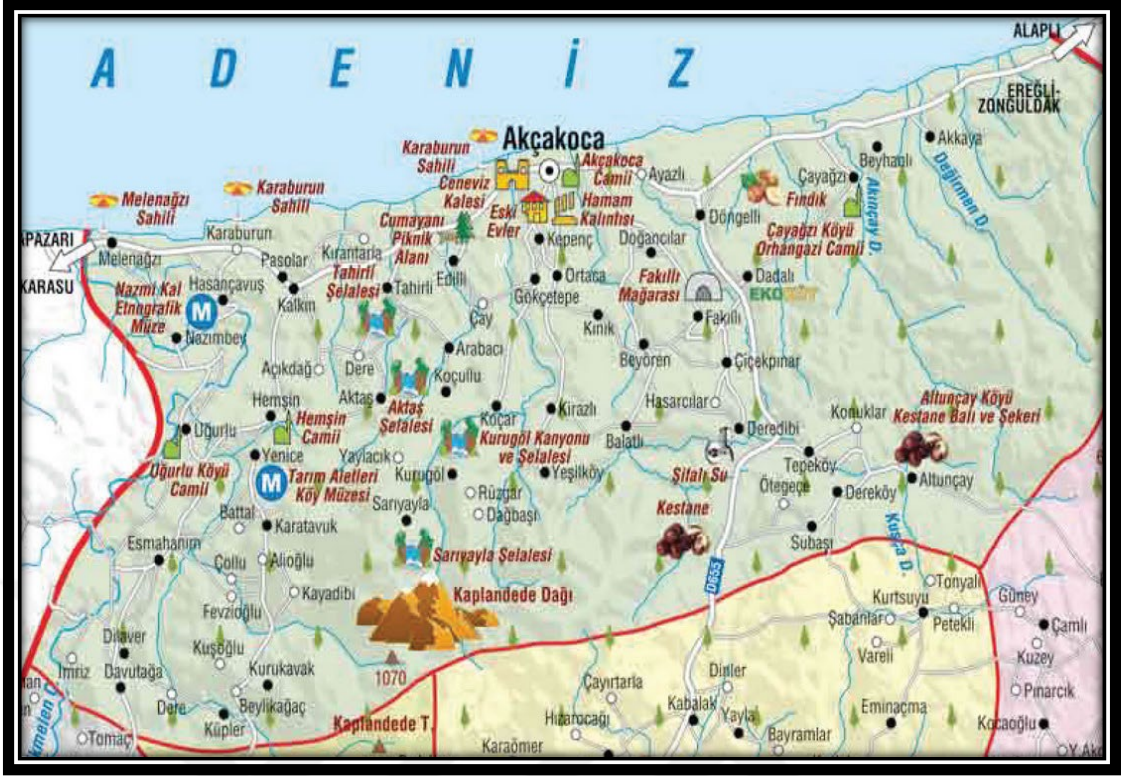 A D E N İ Z
ALAPLI
EREĞLİ-
ZONGULDAK
Akçakoca
Karaburun
Sahili
Akçakoca
Camii
Ayazlı
Akkaya
Beyhanlı
Değirmen D.
Çayağzı
Akınçay D.
Fındık
Çayağzı Köyü
Orhangazi Camii
Döngelli
Ceneviz
Kalesi
Eski
Evler
Hamam
Kalıntısı
Melenağzı
Sahili
Karaburun
Sahili
Karaburun
Cumayanı
Piknik
Alanı
Kepenç
Doğancılar
APAZARI
KARASU
Melenağzı
Pasolar
Kırantarla
Tahirli
Şelalesi
Tahirli
Edilli
Ortaca
Gökçetepe
Fakıllı
Mağarası
Dadalı
EKOKÖY
Nazmi Kal
Etnografik
Müze
Hasançavuş
M
Kalkın
Nazımbey
Çay
Kınık
Fakıllı
Açıkdağ
Dere
Arabacı
Beyören
Çiçekpınar
Koçullu
Aktaş
Aktaş
Şelalesi
Hemşin
Hemşin
Camii
Koçar
Kirazlı
Hasarcılar
Altunçay Köyü
Kestane Balı ve Şekeri
Konuklar
Uğurlu
Kurugöl Kanyonu
ve Şelalesi
Balatlı
Deredibi
Yenice
Yaylacık
Uğurlu Köyü
Camii
M
Tarım Aletleri
Köy Müzesi
Kurugöl
Yeşilköy
Şifalı Su
Tepeköy
Altunçay
Rüzgar
Dağbaşı
Ötegeçe
Dereköy
Battal
Karatavuk
Sarıyayla
Kestane
Subaşı
Kuşça D.
Esmahanım
Sarıyayla Şelalesi
Çollu
Alioğlu
D655
Fevzioğlu
Kayadibi
Kaplandede Dağı
Tonyalı
Kurtsuyu
Güney
Şabanlar
Petekli
Çamlı
Dilaver
Kuşoğlu
Vareli
Kuzey
İmriz
Davutağa
Kurukavak
1070
Dinler
Çayırtarla
Pınarcık
Dere
Beylikağaç
Kabalak
Yayla
Eminaçma
Küpler
Kaplandede T.
Hızarocağı
Kocaoğlu
Tomaç
Karaömer
Bayramlar